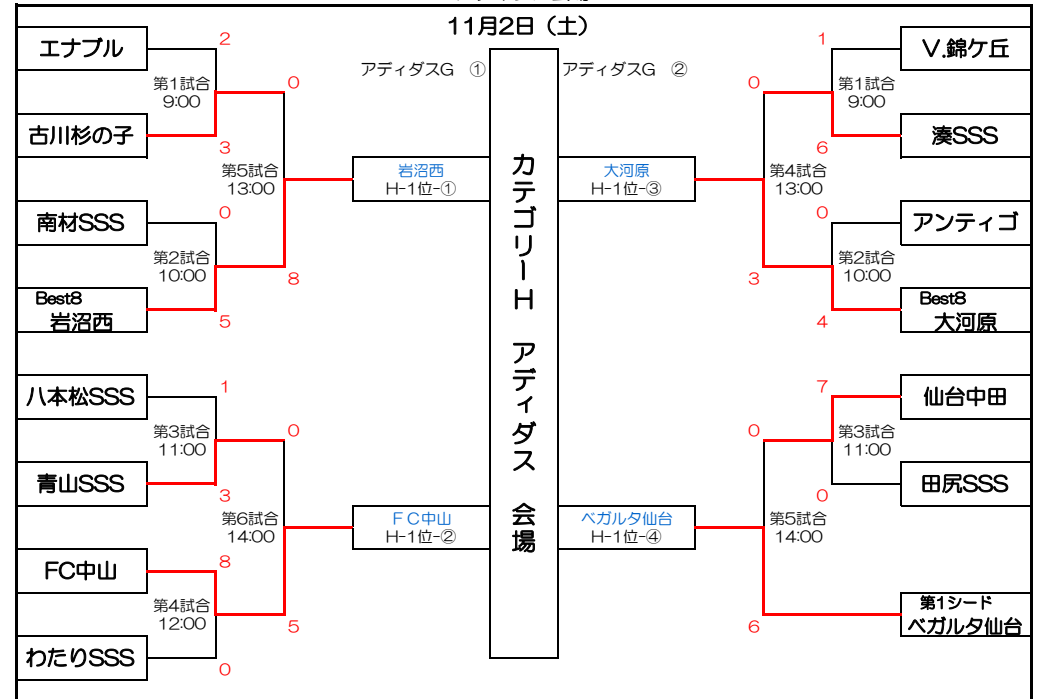 11月2日（土）
アディダスG ①
アディダスG ②
カテゴリーH アディダス 会場
エナブル
2
第1試合
9:00
0
古川杉の子
3
第5試合
13:00
岩沼西
H-1位-①
南材SSS
0
第2試合
10:00
8
Best8
岩沼西
5
八本松SSS
1
第3試合
11:00
0
青山SSS
3
第6試合
14:00
ＦＣ中山
H-1位-②
FC中山
8
第4試合
12:00
5
わたりSSS
0
1
V.錦ケ丘
0
第1試合
9:00
6
湊SSS
大河原
H-1位-③
第4試合
13:00
0
アンティゴ
第2試合
10:00
3
Best8
大河原
4
7
仙台中田
0
第3試合
11:00
0
田尻SSS
ベガルタ仙台
H-1位-④
第5試合
14:00
第1シード
ベガルタ仙台
6